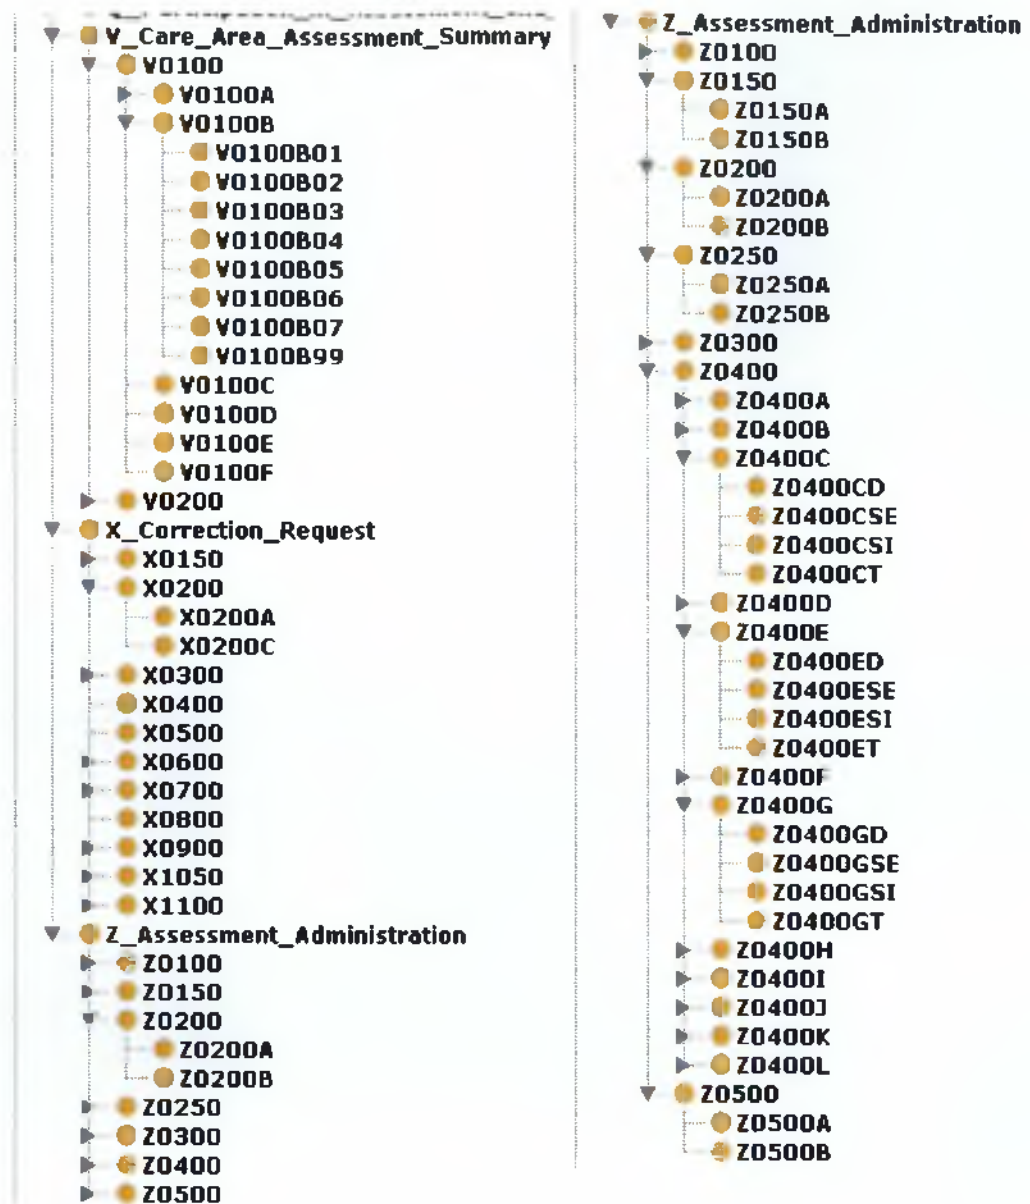 V_Care_Area_Assessment_Summary
V0100
V0100A
V0100B
V0100B01
V0100B02
V0100B03
V0100B04
V0100B05
V0100B06
V0100B07
V0100B99
V0100C
V0100D
V0100E
V0100F
V0200
X_Correction_Request
X0150
X0200
X0200A
X0200C
X0300
X0400
X0500
X0600
X0700
X0800
X0900
X1050
X1100
Z_Assessment_Administration
Z0100
Z0150
Z0200
Z0200A
Z0200B
Z0250
Z0300
Z0400
Z0500
Z_Assessment_Administration
Z0100
Z0150
Z0150A
Z0150B
Z0200
Z0200A
Z0200B
Z0250
Z0250A
Z0250B
Z0300
Z0400
Z0400A
Z0400B
Z0400C
Z0400CD
Z0400CSE
Z0400CSI
Z0400CT
Z0400D
Z0400E
Z0400ED
Z0400ESE
Z0400ESI
Z0400ET
Z0400F
Z0400G
Z0400GD
Z0400GSE
Z0400GSI
Z0400GT
Z0400H
Z0400I
Z0400J
Z0400K
Z0400L
Z0500
Z0500A
Z0500B